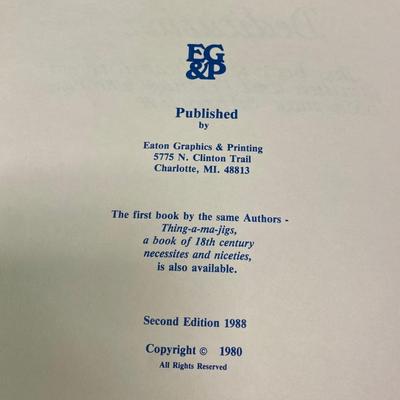 EG
&P
Published
by
Eaton Graphics & Printing
5775 N. Clinton Trail
Charlotte, MI. 48813
The first book by the same Authors -
Thing-a-ma-jigs,
a book of 18th century
necessites and niceties,
is also available.
Second Edition 1988
Copyright © 1980
All Rights Reserved